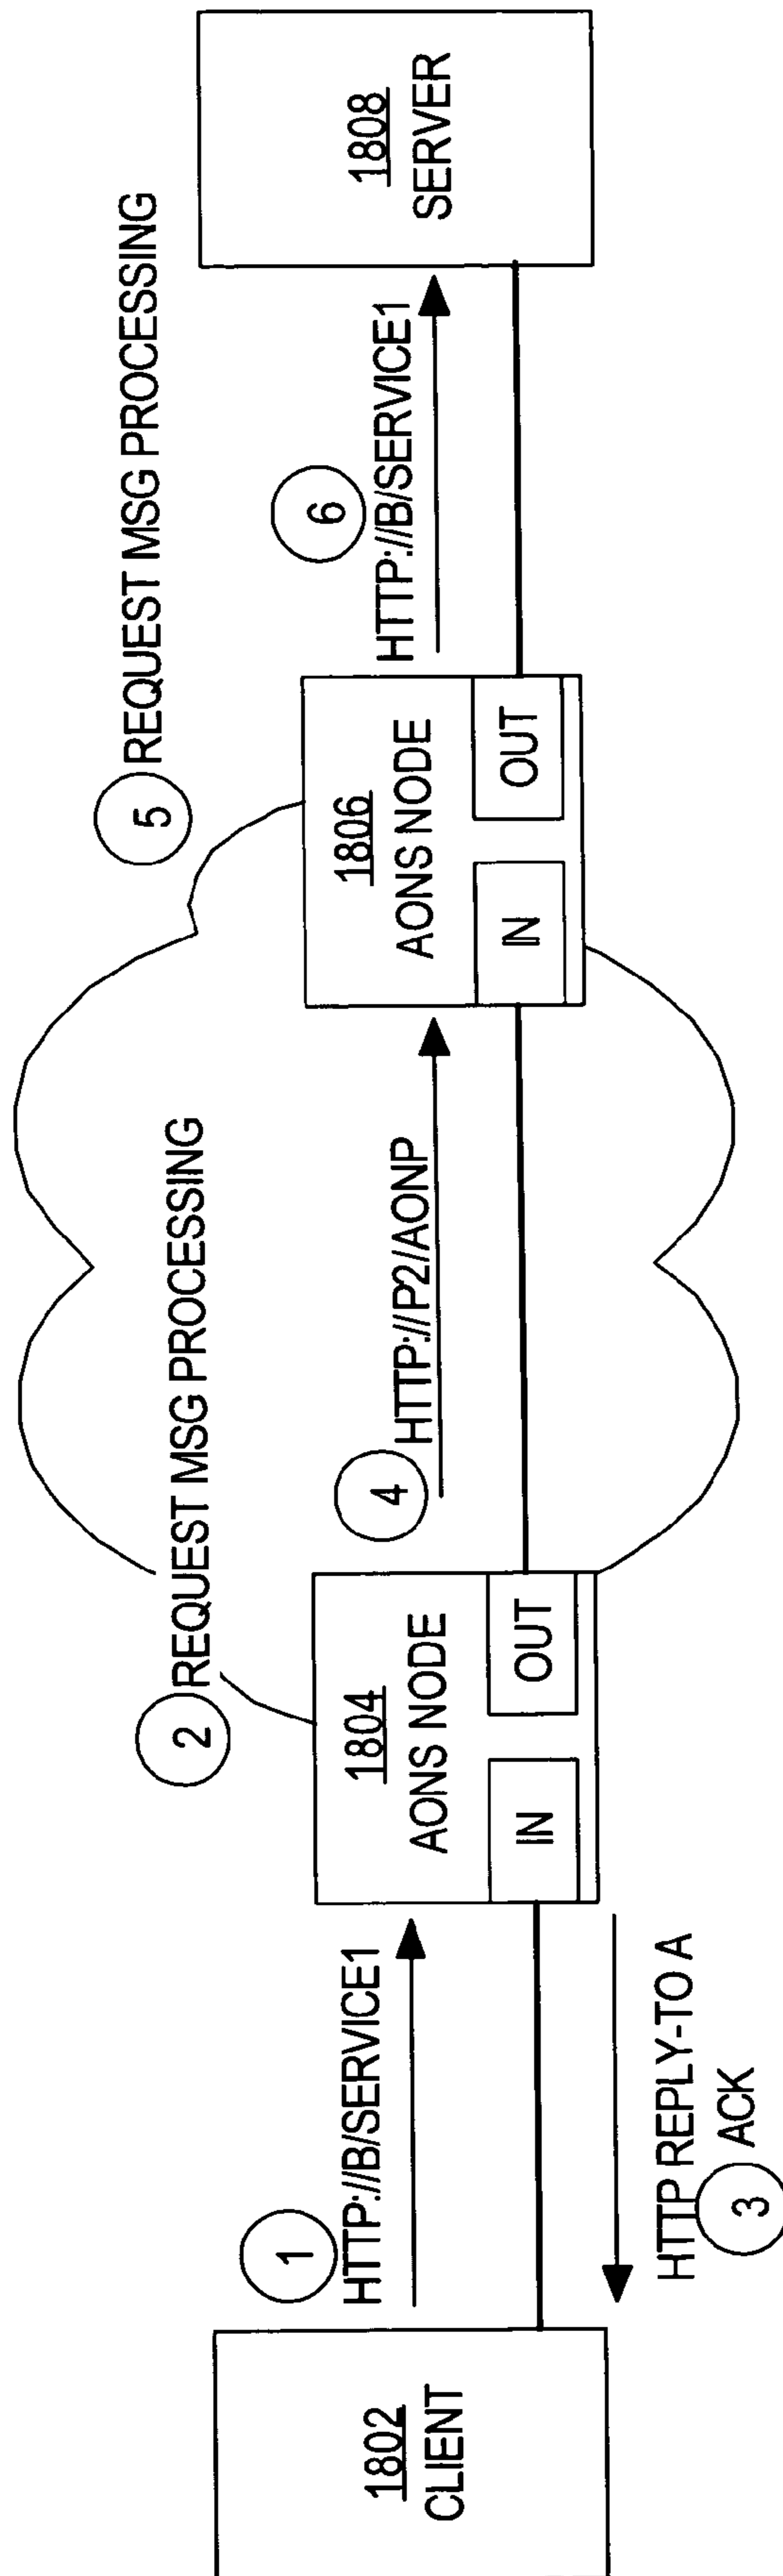 1802
CLIENT
1
HTTP://B/SERVICE1
HTTP REPLY-TO A
3 ACK
2 REQUEST MSG PROCESSING
1804
AONS NODE
IN
OUT
4
HTTP://P2/AONP
5 REQUEST MSG PROCESSING
1806
AONS NODE
IN
OUT
6
HTTP://B/SERVICE1
1808
SERVER